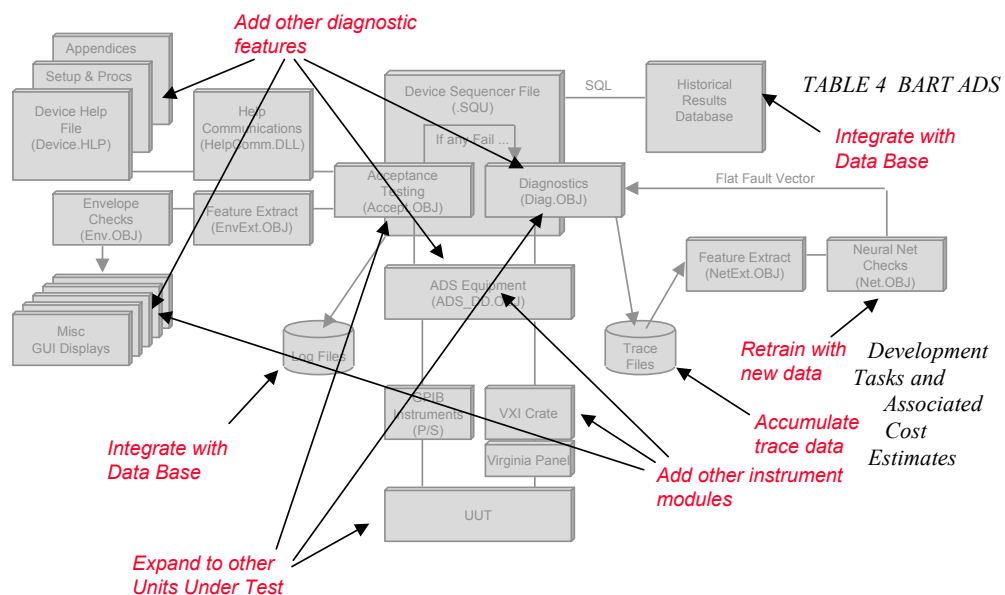 Add other diagnostic
features
Appendices
Setup & Procs
Device Help
File
(Device.HLP)
Help
Communications
(HelpComm.DLL)
Device Sequencer File
(.SQU)
If any Fail ...
SQL
Historical
Results
Database
TABLE 4 BART ADS
Integrate with
Data Base
Acceptance
Testing
(Accept.OBJ)
Diagnostics
(Diag.OBJ)
Flat Fault Vector
Envelope
Checks
(Env.OBJ)
Feature Extract
(EnvExt.OBJ)
Feature Extract
(NetExt.OBJ)
Neural Net
Checks
(Net.OBJ)
ADS Equipment
(ADS_DD.OBJ)
Misc
GUI Displays
Log Files
Trace
Files
Retrain with
new data
Development
Tasks and
Associated
Cost
Estimates
GPIB
Instruments
(P/S)
VXI Crate
Virginia Panel
Accumulate
trace data
Integrate with
Data Base
Add other instrument
modules
UUT
Expand to other
Units Under Test